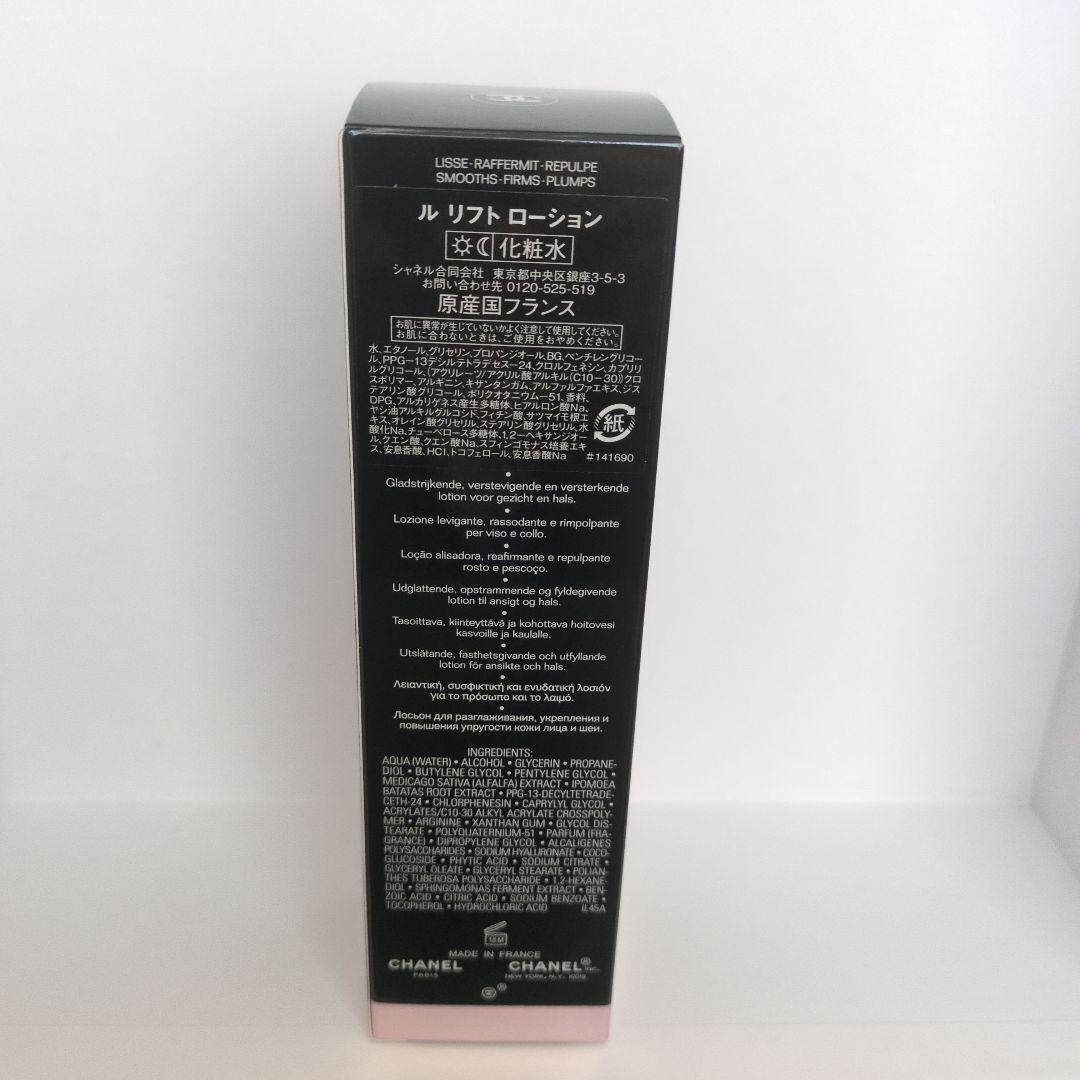 LISSE-RAFFERMIT-REPULPE
SMOOTHS-FIRMS-PLUMPS
ル リフト ローション
化粧水
シャネル合同会社 東京都中央区銀座3-5-3
お問い合わせ先 0120-525-519
原産国フランス
お肌に異常が生じていないかよく注意して使用してください。
お肌に合わないときは、ご使用をおやめください。
水、エタノール、グリセリン、プロパンジオール、BG、ペンチレングリコー
ル、PPG-13デシルテトラデセス-24、クロルフェネシン、カプリリ
ルグリコール、(アクリレーツ/アクリル酸アルキル(C10-30))クロ
スポリマー、アルギニン、キサンタンガム、アルファルファエキス、ジス
テアリン酸グリコール、ポリクオタニウム-51、香料、
DPG、アルカリゲネス産生多糖体、ヒアルロン酸Na、
ヤシ油アルキルグルコシド、フィチン酸、サツマイモ根エ
キス、オレイン酸グリセリル、ステアリン酸グリセリル、水
酸化Na、チューベロース多糖体、1,2-ヘキサンジオー
ル、クエン酸、クエン酸Na、スフィンゴモナス培養エキ
ス、安息香酸、HCl、トコフェロール、安息香酸Na
紙
#141690
Gladstrijkende, verstevigende en versterkende
lotion voor gezicht en hals.
Lozione levigante, rassodante e rimpolpante
per viso e collo.
Loção alisadora, reafirmante e repulpante
rosto e pescoço.
Udglattende, opstrammende og fyldegivende
lotion til ansigt og hals.
Tasoittava, kiinteyttävä ja kohottava hoitovesi
kasvoille ja kaulalle.
Utslätande, fasthetsgivande och utfyllande
lotion för ansikte och hals.
Λειαντική, συσφικτική και ενυδατική λοσιόν
για το πρόσωπο και το λαιμό.
Лосьон для разглаживания, укрепления и
повышения упругости кожи лица и шеи.
INGREDIENTS:
AQUA (WATER) • ALCOHOL • GLYCERIN • PROPANE-
DIOL • BUTYLENE GLYCOL • PENTYLENE GLYCOL •
MEDICAGO SATIVA (ALFALFA) EXTRACT • IPOMOEA
BATATAS ROOT EXTRACT • PPG-13-DECYLTETRADE-
CETH-24 • CHLORPHENESIN • CAPRYLYL GLYCOL •
ACRYLATES/C10-30 ALKYL ACRYLATE CROSSPOLY-
MER • ARGININE • XANTHAN GUM • GLYCOL DIS-
TEARATE • POLYQUATERNIUM-51 • PARFUM (FRA-
GRANCE) • DIPROPYLENE GLYCOL • ALCALIGENES
POLYSACCHARIDES • SODIUM HYALURONATE • COCO-
GLUCOSIDE • PHYTIC ACID • SODIUM CITRATE •
GLYCERYL OLEATE • GLYCERYL STEARATE • POLIAN-
THES TUBEROSA POLYSACCHARIDE • 1,2-HEXANE-
DIOL • SPHINGOMONAS FERMENT EXTRACT • BEN-
ZOIC ACID • CITRIC ACID • SODIUM BENZOATE •
TOCOPHEROL • HYDROCHLORIC ACID IL45A
18 M
MADE IN FRANCE
CHANEL CHANEL® INC.
PARIS NEW YORK, N.Y. 10019
®